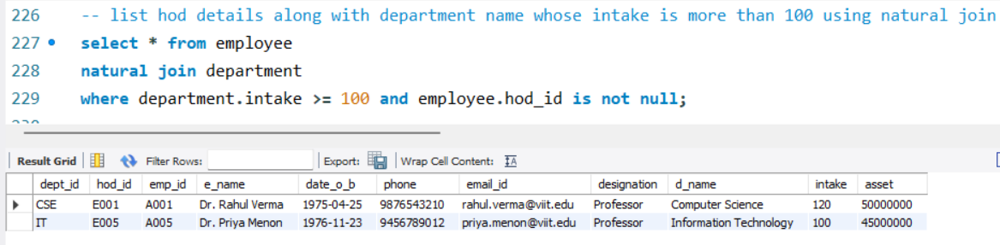 226 -- list hod details along with department name whose intake is more than 100 using natural join
227 select * from employee
228 natural join department
229 where department.intake >= 100 and employee.hod_id is not null;
Result Grid Filter Rows: Export: Wrap Cell Content:
dept_id hod_id emp_id e_name date_o_b phone email_id designation d_name intake asset
CSE E001 A001 Dr. Rahul Verma 1975-04-25 9876543210 rahul.verma@viit.edu Professor Computer Science 120 50000000
IT E005 A005 Dr. Priya Menon 1976-11-23 9456789012 priya.menon@viit.edu Professor Information Technology 100 45000000